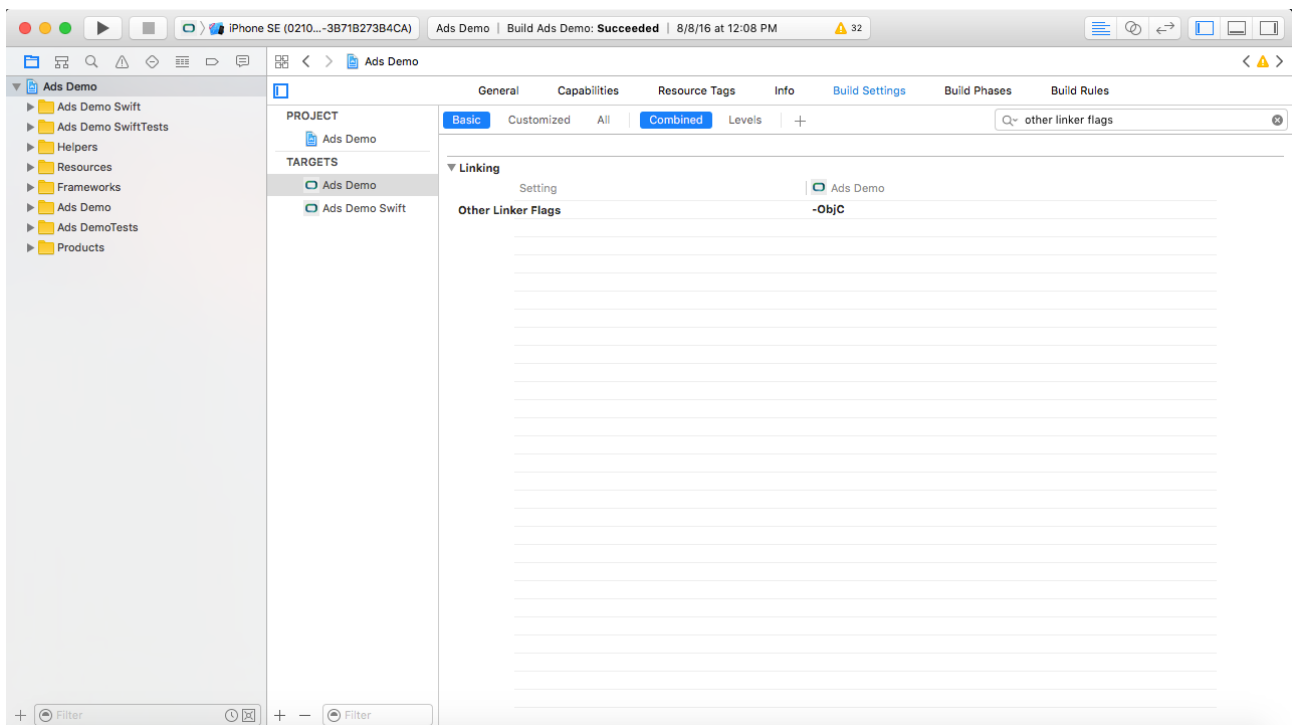 iPhone SE (0210...-3B71B273B4CA)
Ads Demo | Build Ads Demo: Succeeded | 8/8/16 at 12:08 PM
32
Ads Demo
Ads Demo
Ads Demo Swift
Ads Demo SwiftTests
Helpers
Resources
Frameworks
Ads Demo
Ads DemoTests
Products
Filter
PROJECT
Ads Demo
TARGETS
Ads Demo
Ads Demo Swift
Filter
General Capabilities Resource Tags Info Build Settings Build Phases Build Rules
Basic Customized All Combined Levels +
other linker flags
Linking
Setting Ads Demo
Other Linker Flags -ObjC